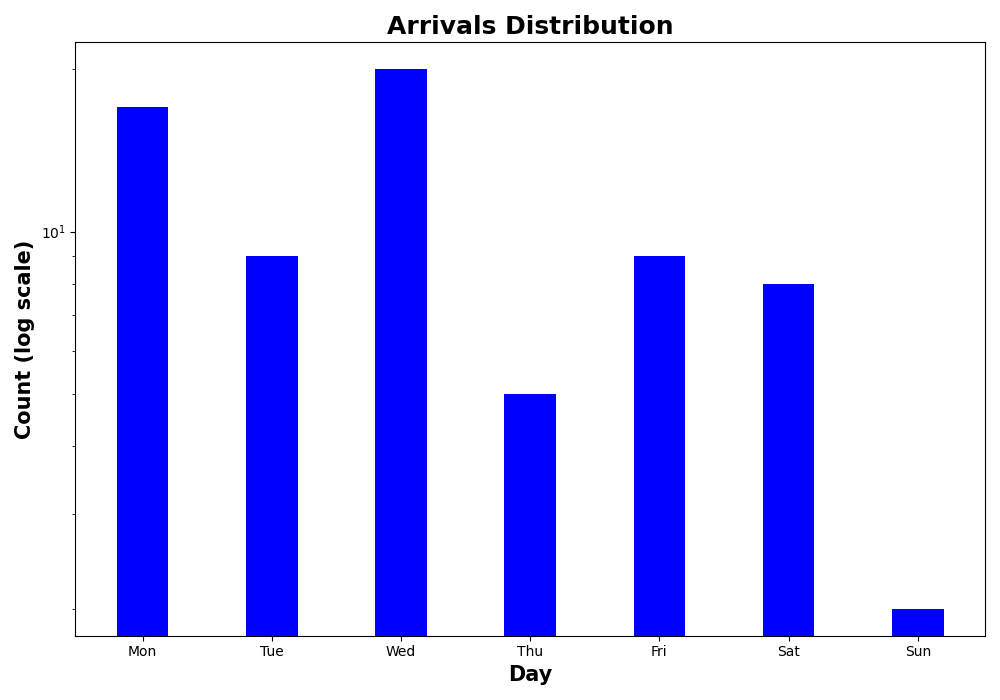 Arrivals Distribution
Count (log scale)
10¹
Mon Tue Wed Thu Fri Sat Sun
Day